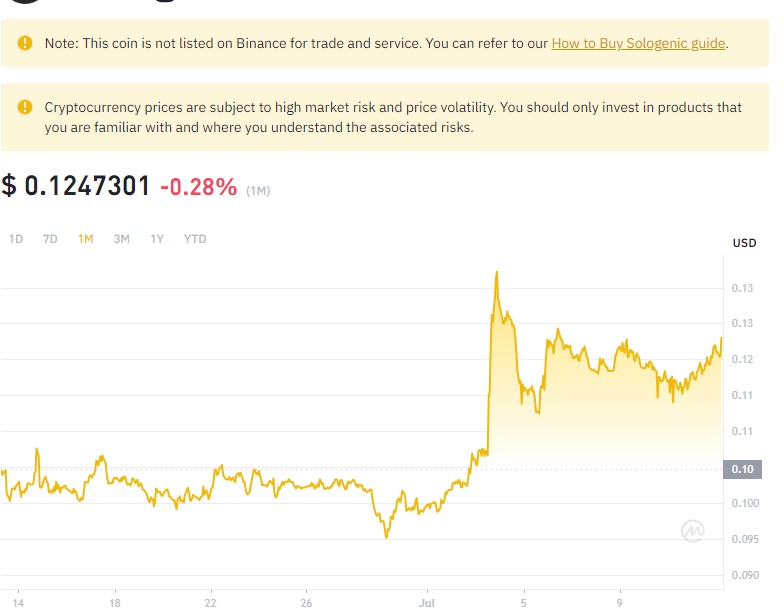 Note: This coin is not listed on Binance for trade and service. You can refer to our How to Buy Sologenic guide.
Cryptocurrency prices are subject to high market risk and price volatility. You should only invest in products that
you are familiar with and where you understand the associated risks.
$ 0.1247301 -0.28% (1M)
1D 7D 1M 3M 1Y YTD
USD
0.13
0.13
0.12
0.11
0.11
0.10
0.100
0.095
0.090
14 18 22 26 Jul 5 9